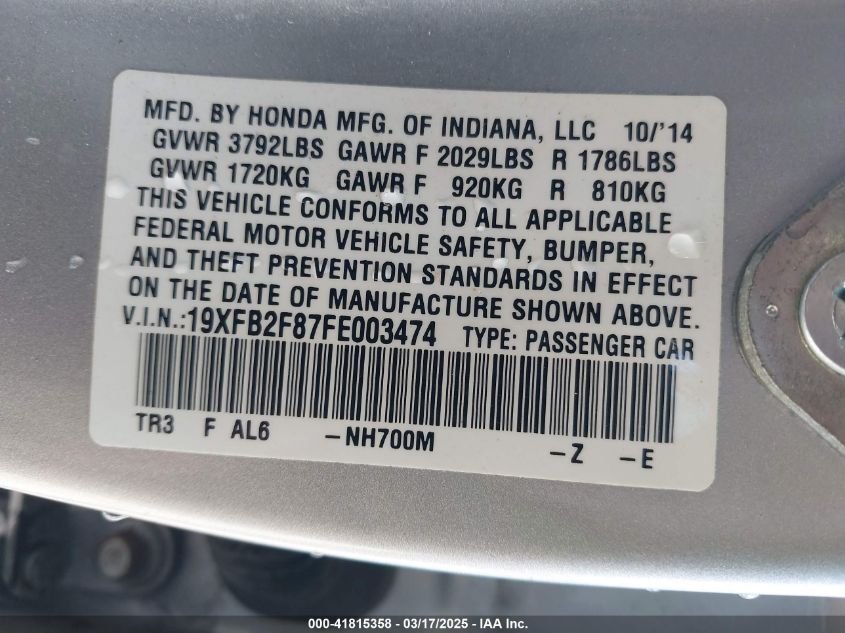 MFD. BY HONDA MFG. OF INDIANA, LLC 10/'14
GVWR 3792LBS GAWR F 2029LBS R 1786LBS
GVWR 1720KG GAWR F 920KG R 810KG
THIS VEHICLE CONFORMS TO ALL APPLICABLE
FEDERAL MOTOR VEHICLE SAFETY, BUMPER,
AND THEFT PREVENTION STANDARDS IN EFFECT
ON THE DATE OF MANUFACTURE SHOWN ABOVE.
V.I.N.:19XFB2F87FE003474 TYPE: PASSENGER CAR
TR3 F AL6 -NH700M -Z -E
000-41815358 - 03/17/2025 - IAA Inc.